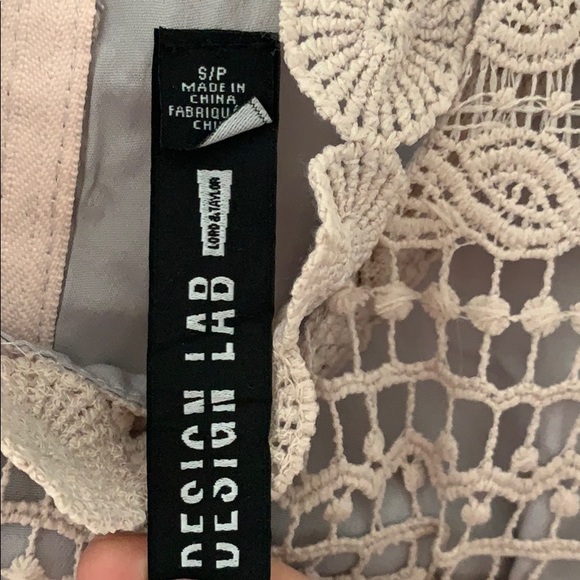 S/P
MADE IN
CHINA
FABRIQUÉ
LORD & TAYLOR
DESIGN LAB
DESIGN LAB